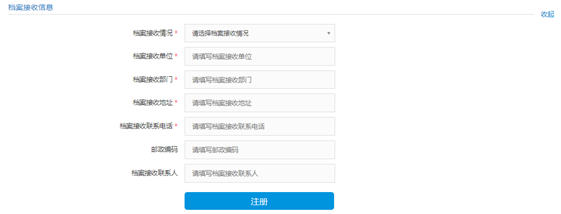 档案接收信息
收起
档案接收情况 * 请选择档案接收情况
档案接收单位 * 请填写档案接收单位
档案接收部门 * 请填写档案接收部门
档案接收地址 * 请填写档案接收地址
档案接收联系电话 * 请填写档案接收联系电话
邮政编码 请填写邮政编码
档案接收联系人 请填写档案接收联系人
注册